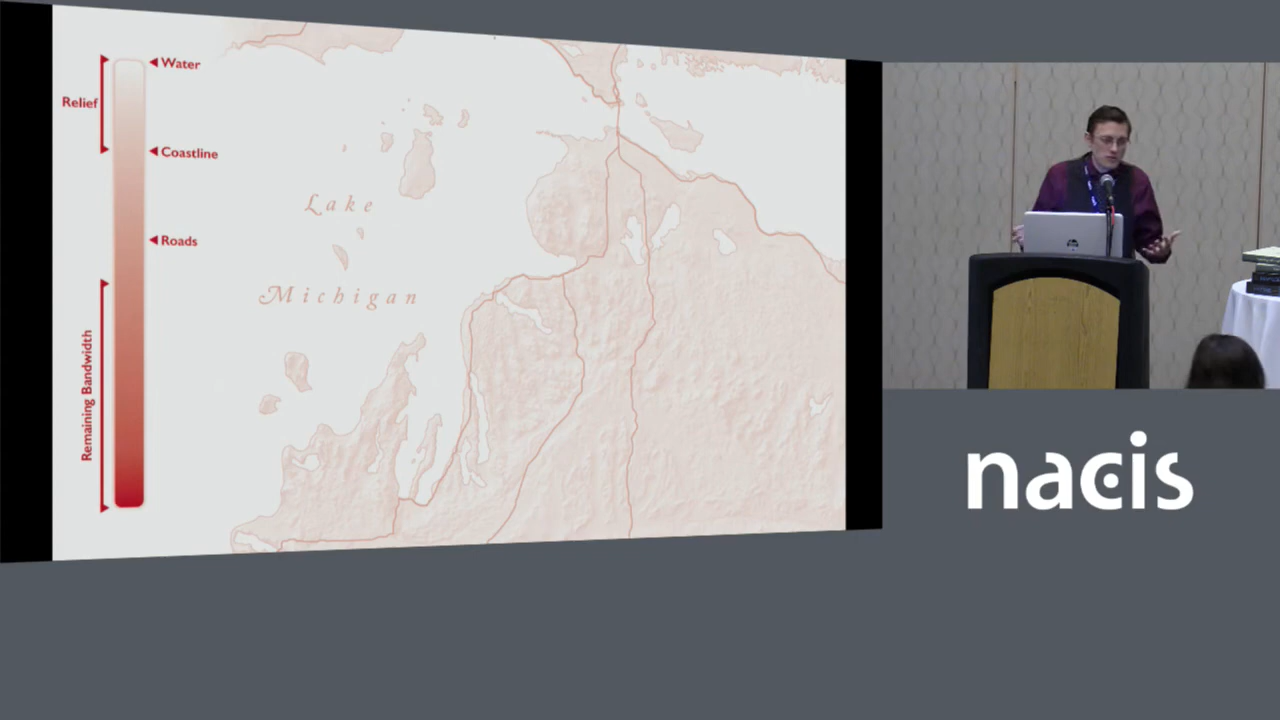 Water
Relief
Coastline
Roads
Remaining Bandwidth
Lake
Michigan
nacis